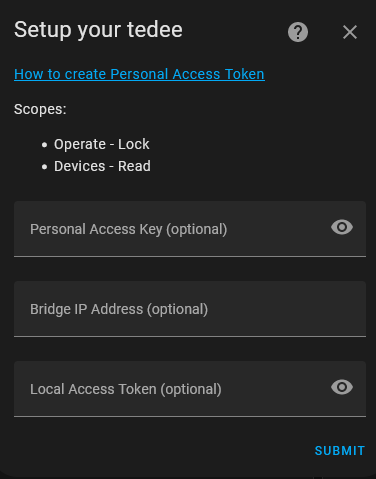 Setup your tedee
How to create Personal Access Token
Scopes:
• Operate - Lock
• Devices - Read
Personal Access Key (optional)
Bridge IP Address (optional)
Local Access Token (optional)
SUBMIT